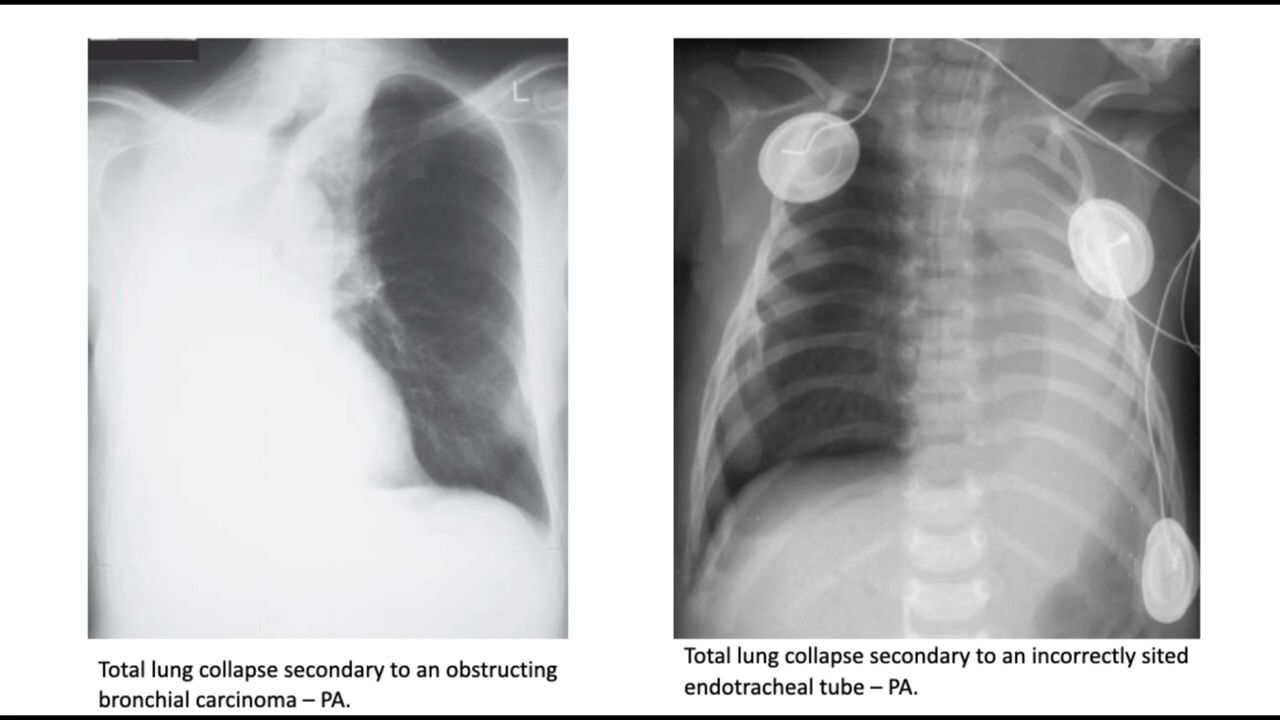 L
Total lung collapse secondary to an obstructing
bronchial carcinoma – PA.
Total lung collapse secondary to an incorrectly sited
endotracheal tube – PA.